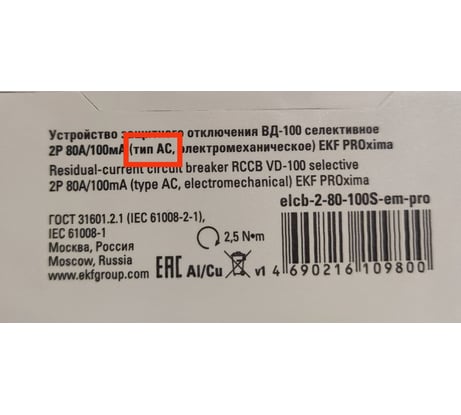 Устройство защитного отключения ВД-100 селективное
2P 80А/100мА (тип АС, электромеханическое) EKF PROxima
Residual-current circuit breaker RCCB VD-100 selective
2P 80A/100mA (type AC, electromechanical) EKF PROxima
elcb-2-80-100S-em-pro
ГОСТ 31601.2.1 (IEC 61008-2-1),
IEC 61008-1
Москва, Россия
Moscow, Russia
www.ekfgroup.com
2,5 N•m
EAC Al/Cu v1
4 690216 109800